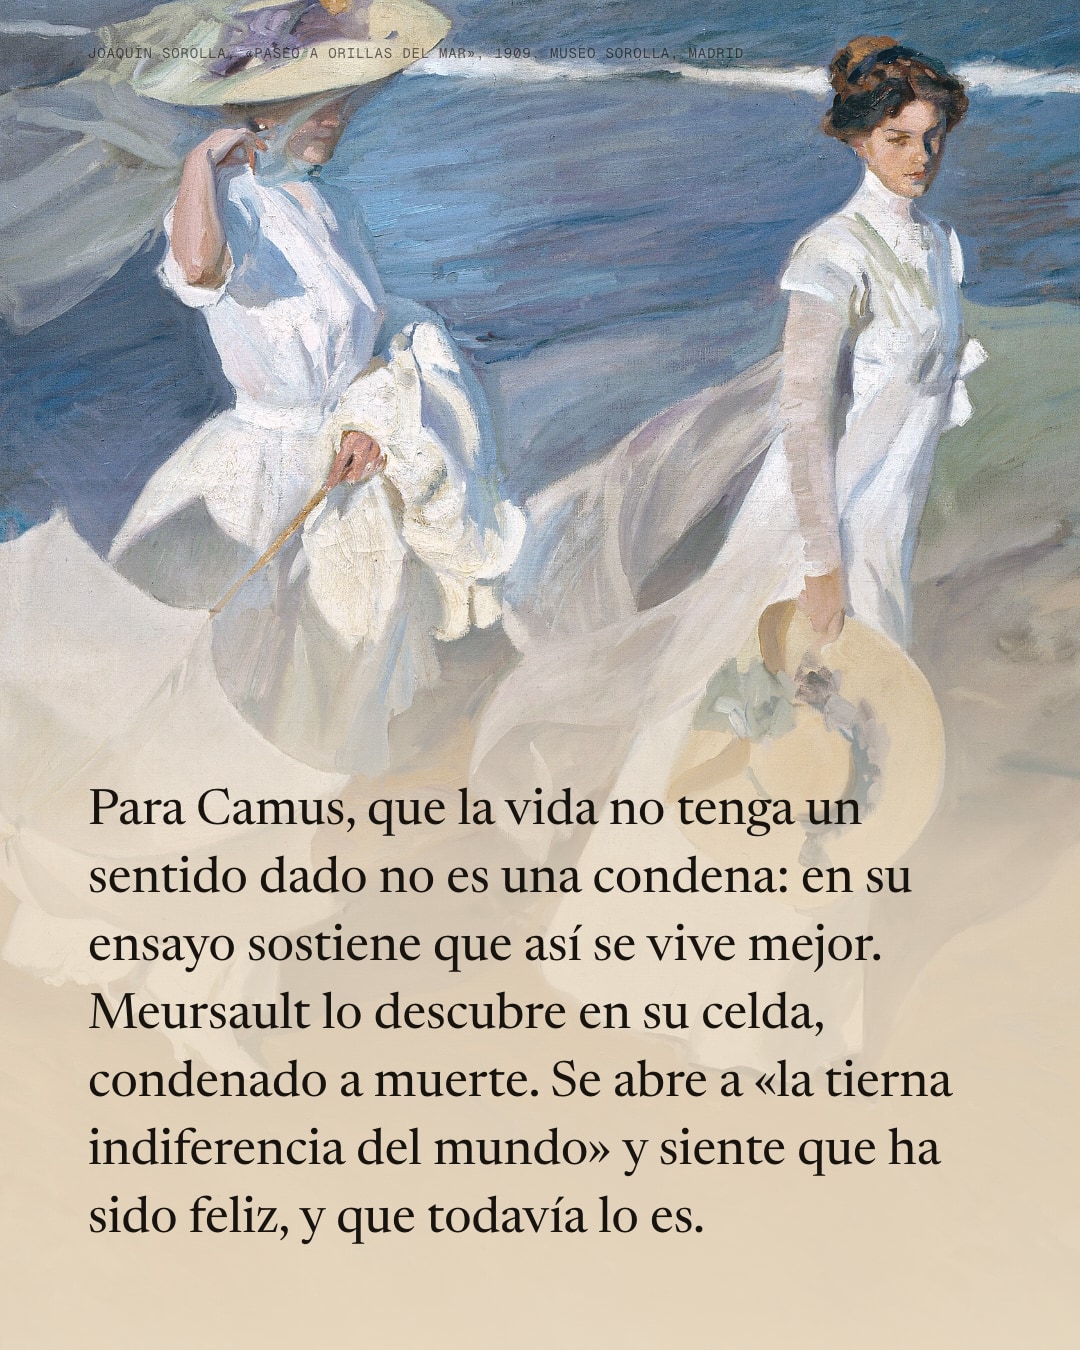 JOAQUÍN SOROLLA, «PASEO A ORILLAS DEL MAR», 1909. MUSEO SOROLLA, MADRID
Para Camus, que la vida no tenga un
sentido dado no es una condena: en su
ensayo sostiene que así se vive mejor.
Meursault lo descubre en su celda,
condenado a muerte. Se abre a «la tierna
indiferencia del mundo» y siente que ha
sido feliz, y que todavía lo es.